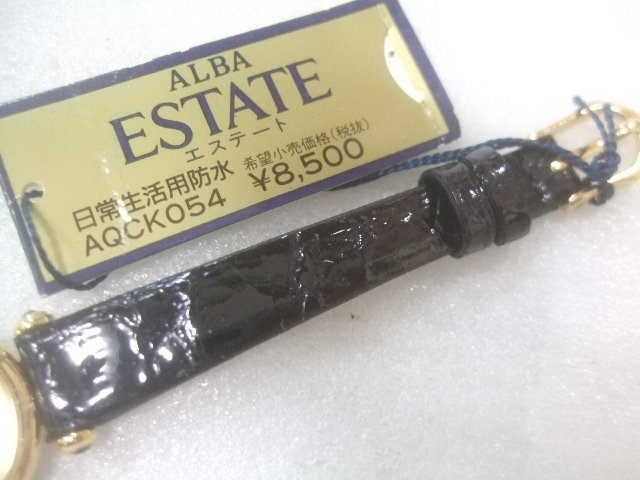 ALBA
ESTATE
エステート
日常生活用防水 希望小売価格(税抜)
AQCK054 ¥8,500